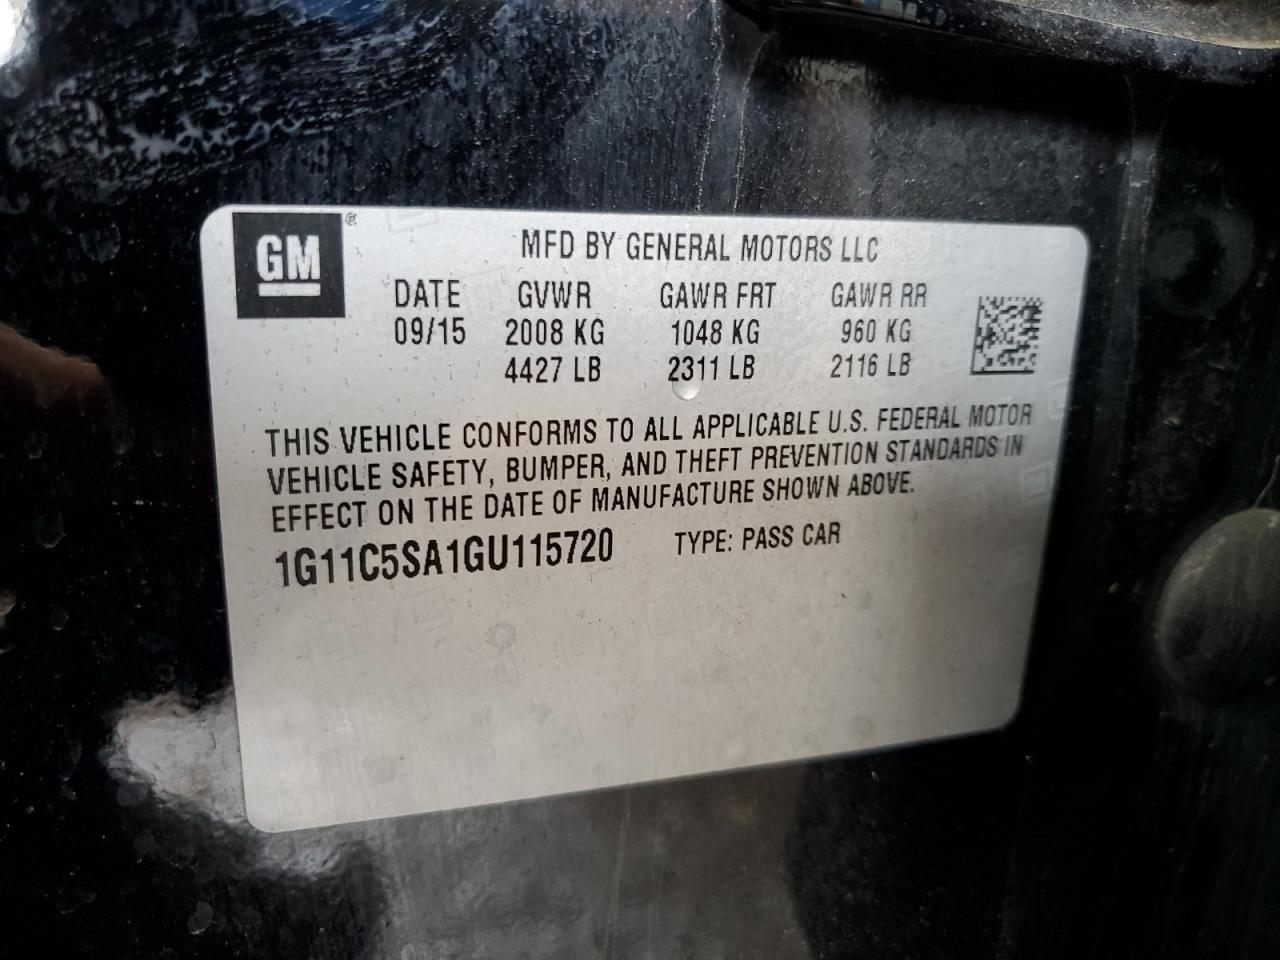 GM ®
MFD BY GENERAL MOTORS LLC
DATE GVWR GAWR FRT GAWR RR
09/15 2008 KG 1048 KG 960 KG
4427 LB 2311 LB 2116 LB
THIS VEHICLE CONFORMS TO ALL APPLICABLE U.S. FEDERAL MOTOR
VEHICLE SAFETY, BUMPER, AND THEFT PREVENTION STANDARDS IN
EFFECT ON THE DATE OF MANUFACTURE SHOWN ABOVE.
1G11C5SA1GU115720 TYPE: PASS CAR